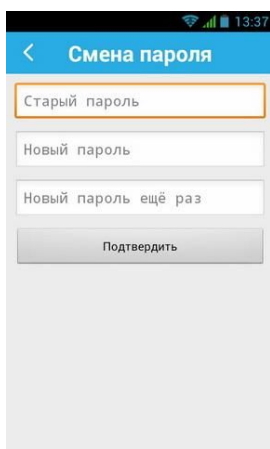 13:37
Смена пароля
Старый пароль
Новый пароль
Новый пароль ещё раз
Подтвердить